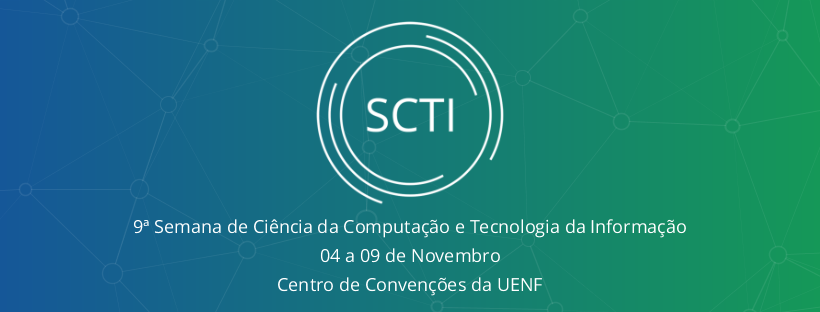 SCTI
9ª Semana de Ciência da Computação e Tecnologia da Informação
04 a 09 de Novembro
Centro de Convenções da UENF